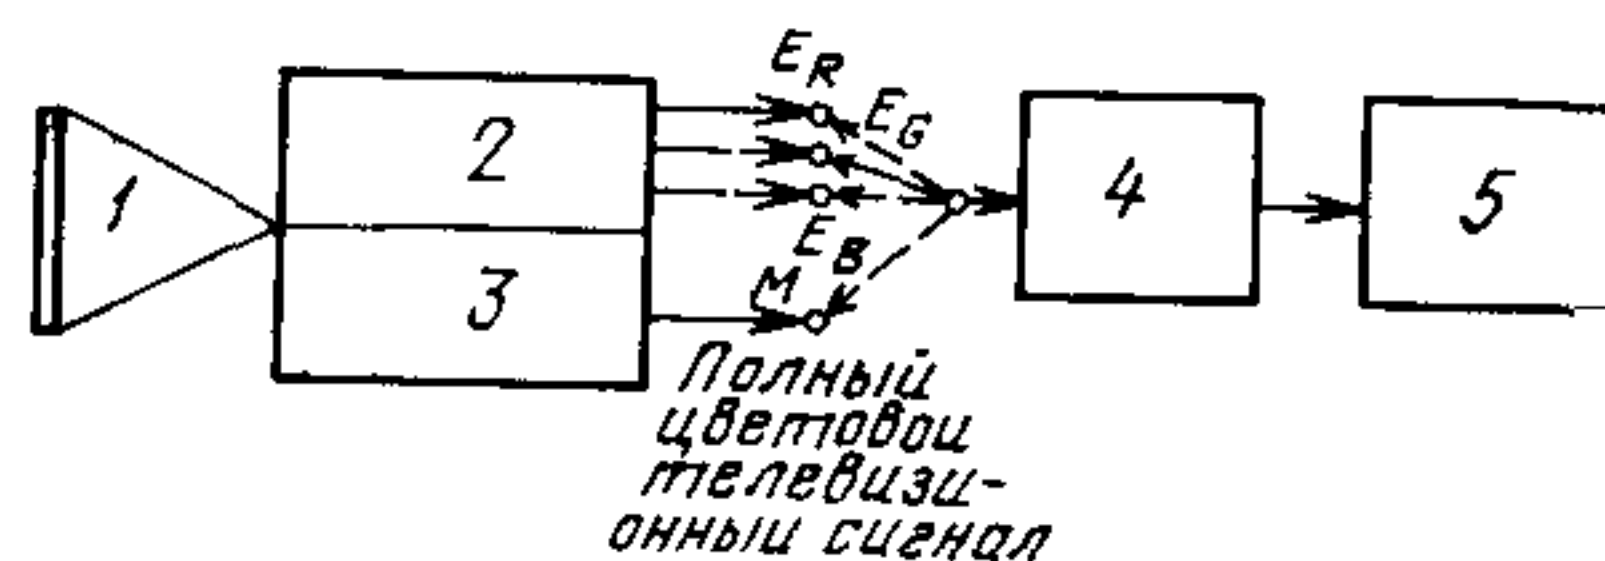 E_R
E_G
1
2
4
5
E_B
3
M
Полный
цветовой
телевизи-
онный сигнал